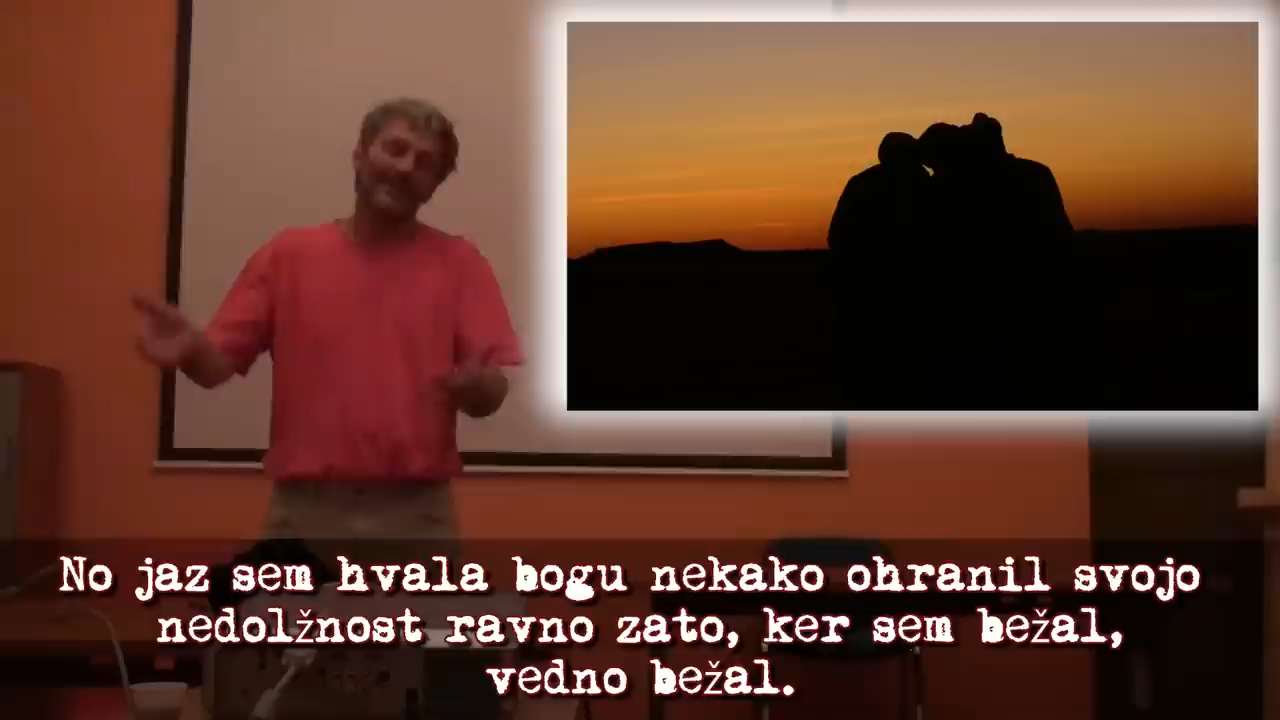 No jaz sem hvala bogu nekako ohranil svojo
nedolžnost ravno zato, ker sem bežal,
vedno bežal.